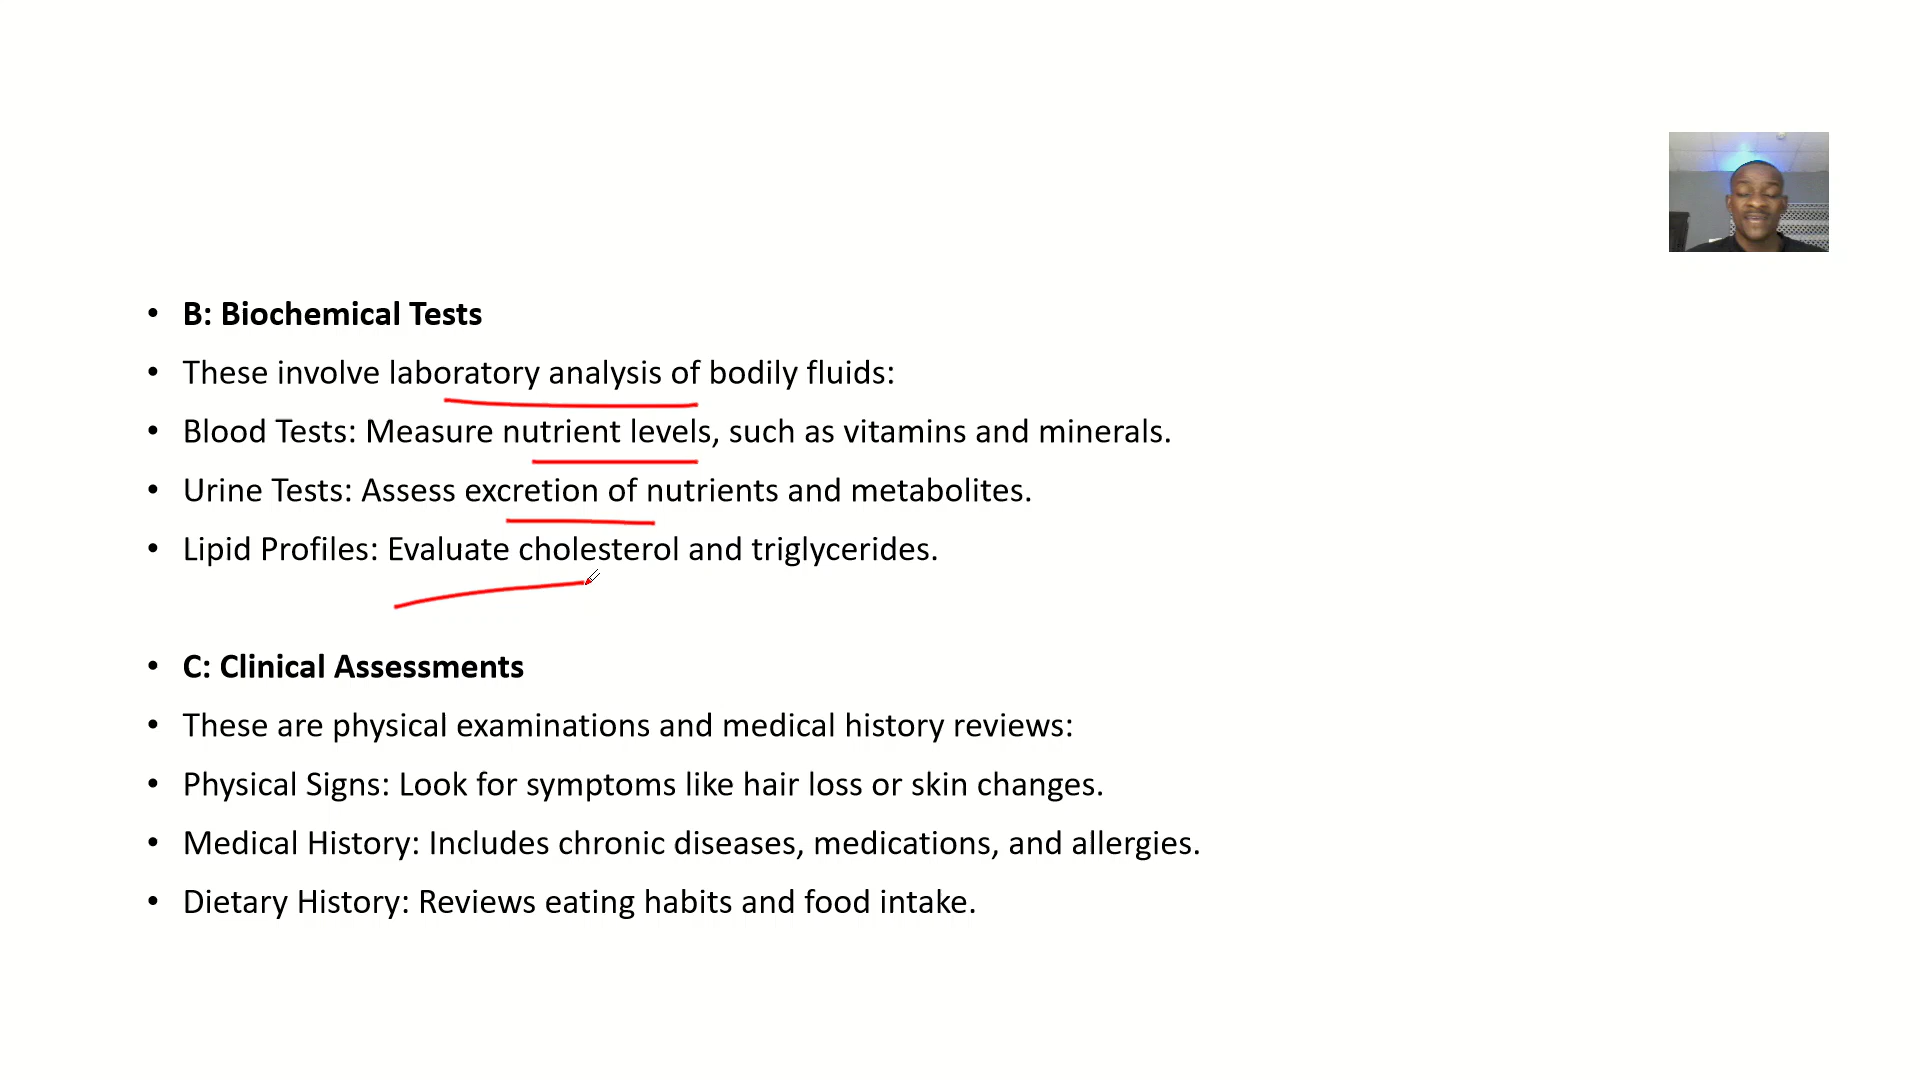 • B: Biochemical Tests
• These involve laboratory analysis of bodily fluids:
• Blood Tests: Measure nutrient levels, such as vitamins and minerals.
• Urine Tests: Assess excretion of nutrients and metabolites.
• Lipid Profiles: Evaluate cholesterol and triglycerides.
• C: Clinical Assessments
• These are physical examinations and medical history reviews:
• Physical Signs: Look for symptoms like hair loss or skin changes.
• Medical History: Includes chronic diseases, medications, and allergies.
• Dietary History: Reviews eating habits and food intake.